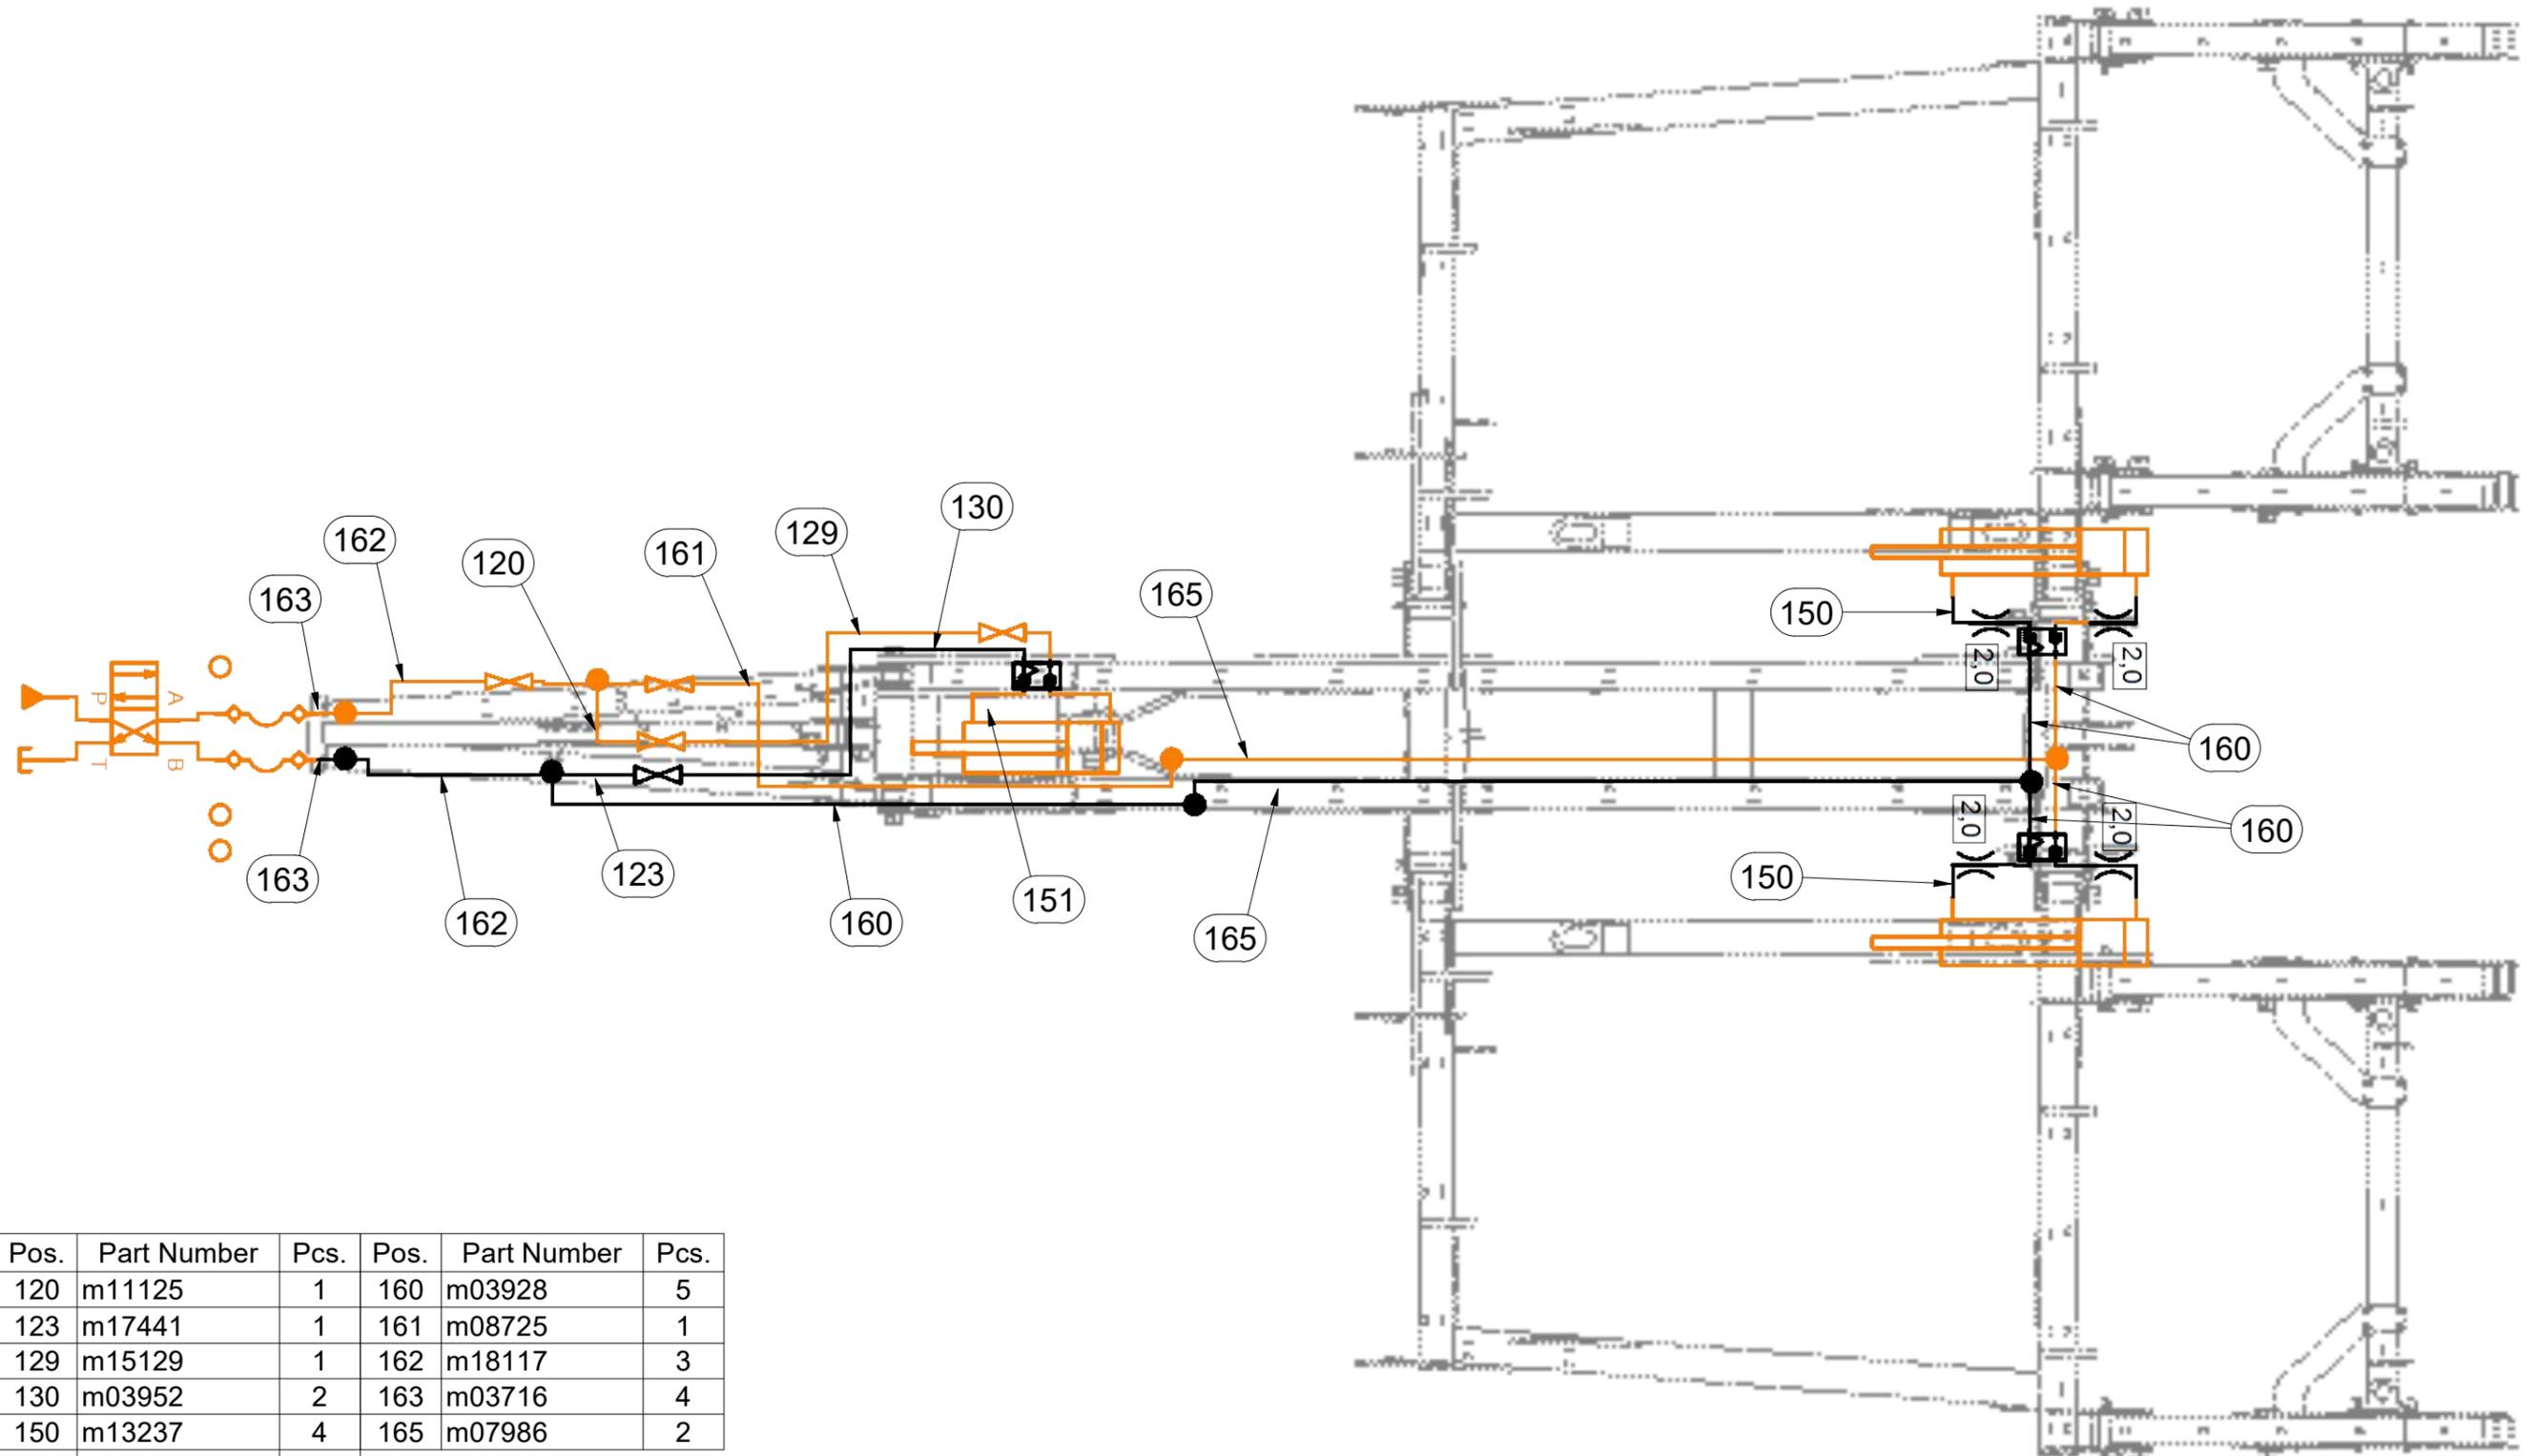 130
129
162
161
120
165
163
150
2,0
2,0
P
A
T
B
160
2,0
2,0
160
163
123
150
151
162
160
165
Pos. Part Number Pcs. Pos. Part Number Pcs.
120 m11125 1 160 m03928 5
123 m17441 1 161 m08725 1
129 m15129 1 162 m18117 3
130 m03952 2 163 m03716 4
150 m13237 4 165 m07986 2